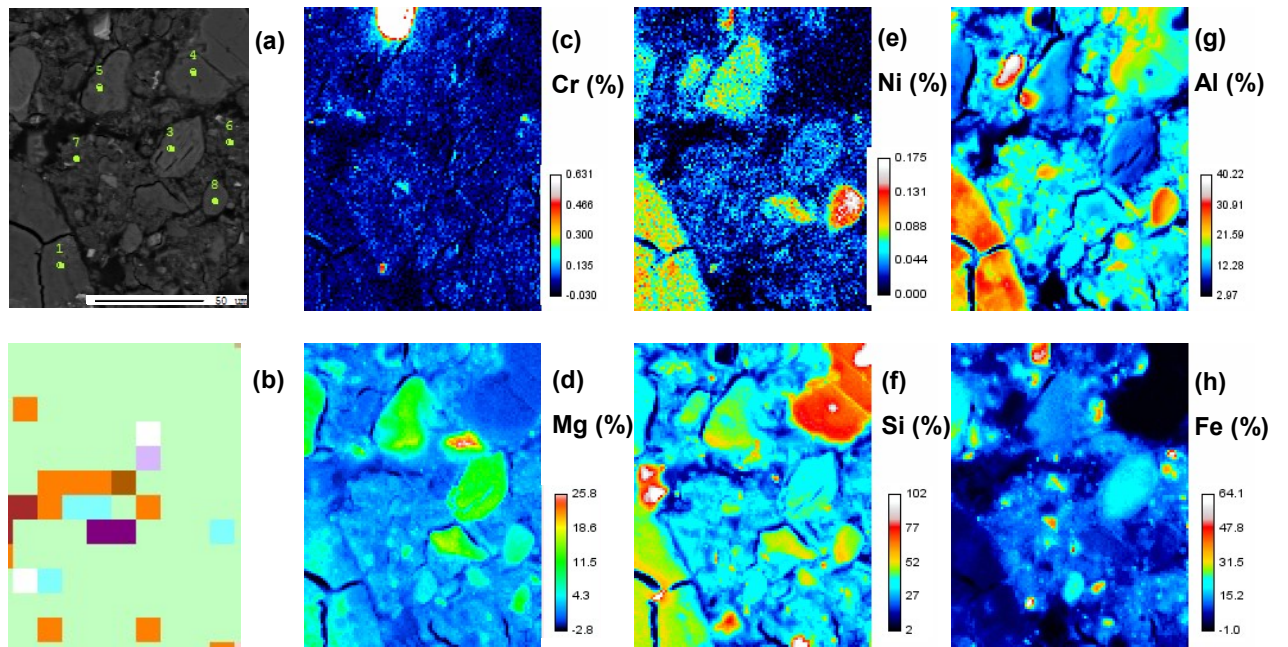 (a)
4
5
6
3
7
8
1
50 µm
(c)
Cr (%)
0.631
0.466
0.300
0.135
-0.030
(e)
Ni (%)
0.175
0.131
0.088
0.044
0.000
(g)
Al (%)
40.22
30.91
21.59
12.28
2.97
(b)
(d)
Mg (%)
25.8
18.6
11.5
4.3
-2.8
(f)
Si (%)
102
77
52
27
2
(h)
Fe (%)
64.1
47.8
31.5
15.2
-1.0